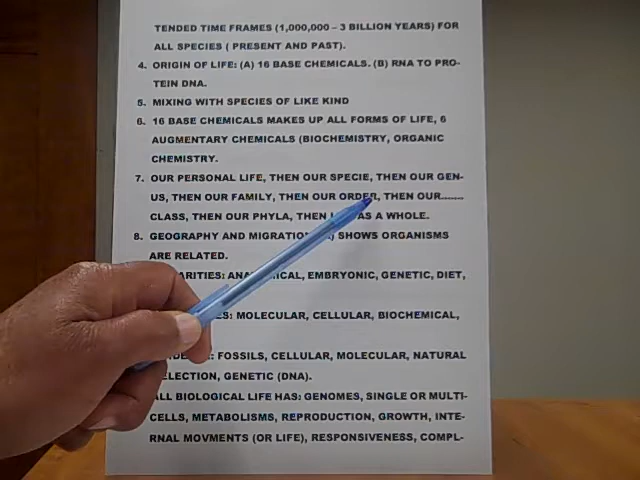 TENDED TIME FRAMES (1,000,000 – 3 BILLION YEARS) FOR
ALL SPECIES ( PRESENT AND PAST).
4. ORIGIN OF LIFE: (A) 16 BASE CHEMICALS. (B) RNA TO PRO-
TEIN DNA.
5. MIXING WITH SPECIES OF LIKE KIND
6. 16 BASE CHEMICALS MAKES UP ALL FORMS OF LIFE, 6
AUGMENTARY CHEMICALS (BIOCHEMISTRY, ORGANIC
CHEMISTRY.
7. OUR PERSONAL LIFE, THEN OUR SPECIE, THEN OUR GEN-
US, THEN OUR FAMILY, THEN OUR ORDER, THEN OUR.......
CLASS, THEN OUR PHYLA, THEN AS A WHOLE.
8. GEOGRAPHY AND MIGRATION SHOWS ORGANISMS
ARE RELATED.
EMBRYONIC, GENETIC, DIET,
MOLECULAR, CELLULAR, BIOCHEMICAL,
FOSSILS, CELLULAR, MOLECULAR, NATURAL
GENETIC (DNA).
ALL BIOLOGICAL LIFE HAS: GENOMES, SINGLE OR MULTI-
CELLS, METABOLISMS, REPRODUCTION, GROWTH, INTE-
RNAL MOVMENTS (OR LIFE), RESPONSIVENESS, COMPL-